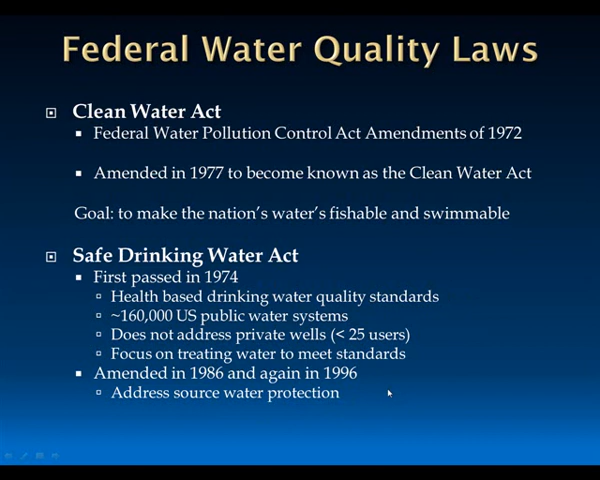 Federal Water Quality Laws
Clean Water Act
Federal Water Pollution Control Act Amendments of 1972
Amended in 1977 to become known as the Clean Water Act
Goal: to make the nation's water's fishable and swimmable
Safe Drinking Water Act
First passed in 1974
Health based drinking water quality standards
~160,000 US public water systems
Does not address private wells (< 25 users)
Focus on treating water to meet standards
Amended in 1986 and again in 1996
Address source water protection